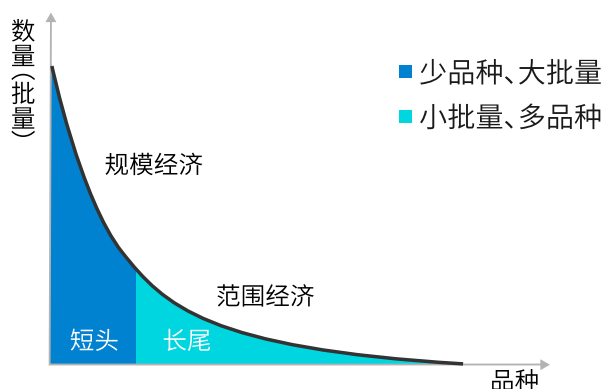 数量（批量）
少品种、大批量
小批量、多品种
规模经济
范围经济
短头
长尾
品种